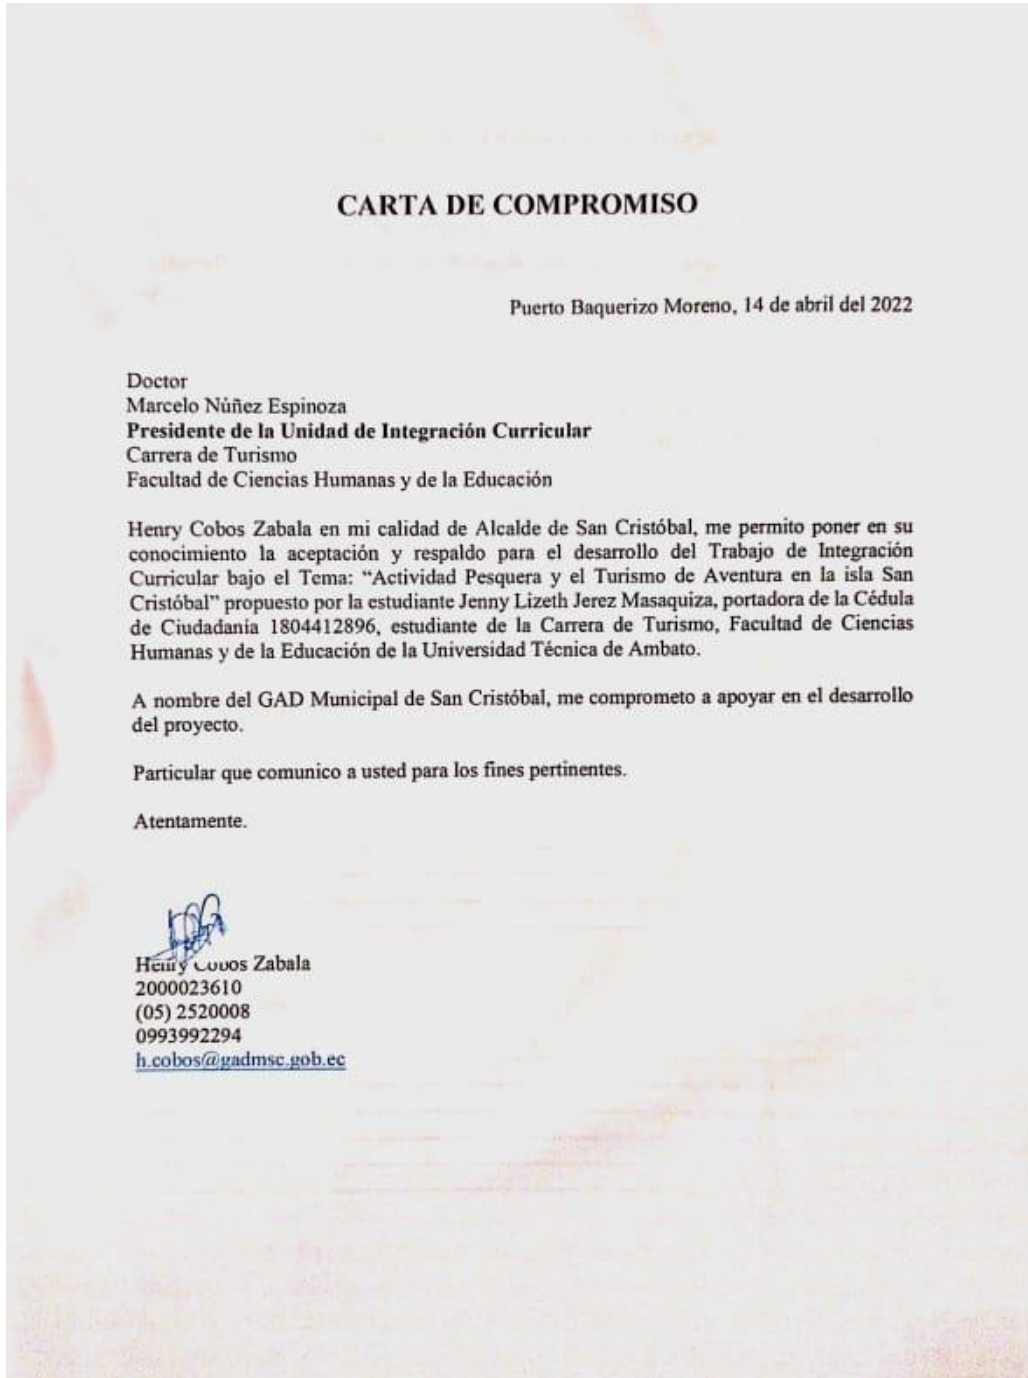 CARTA DE COMPROMISO
Puerto Baquerizo Moreno, 14 de abril del 2022
Doctor
Marcelo Núñez Espinoza
Presidente de la Unidad de Integración Curricular
Carrera de Turismo
Facultad de Ciencias Humanas y de la Educación
Henry Cobos Zabala en mi calidad de Alcalde de San Cristóbal, me permito poner en su
conocimiento la aceptación y respaldo para el desarrollo del Trabajo de Integración
Curricular bajo el Tema: “Actividad Pesquera y el Turismo de Aventura en la isla San
Cristóbal” propuesto por la estudiante Jenny Lizeth Jerez Masaquiza, portadora de la Cédula
de Ciudadanía 1804412896, estudiante de la Carrera de Turismo, Facultad de Ciencias
Humanas y de la Educación de la Universidad Técnica de Ambato.
A nombre del GAD Municipal de San Cristóbal, me comprometo a apoyar en el desarrollo
del proyecto.
Particular que comunico a usted para los fines pertinentes.
Atentamente.
Henry Cobos Zabala
2000023610
(05) 2520008
0993992294
h.cobos@gadmsc.gob.ec